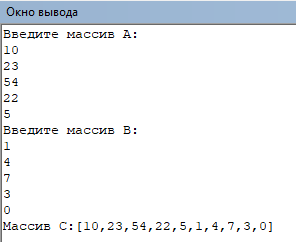 Окно вывода
Введите массив A:
10
23
54
22
5
Введите массив B:
1
4
7
3
0
Массив C:[10,23,54,22,5,1,4,7,3,0]